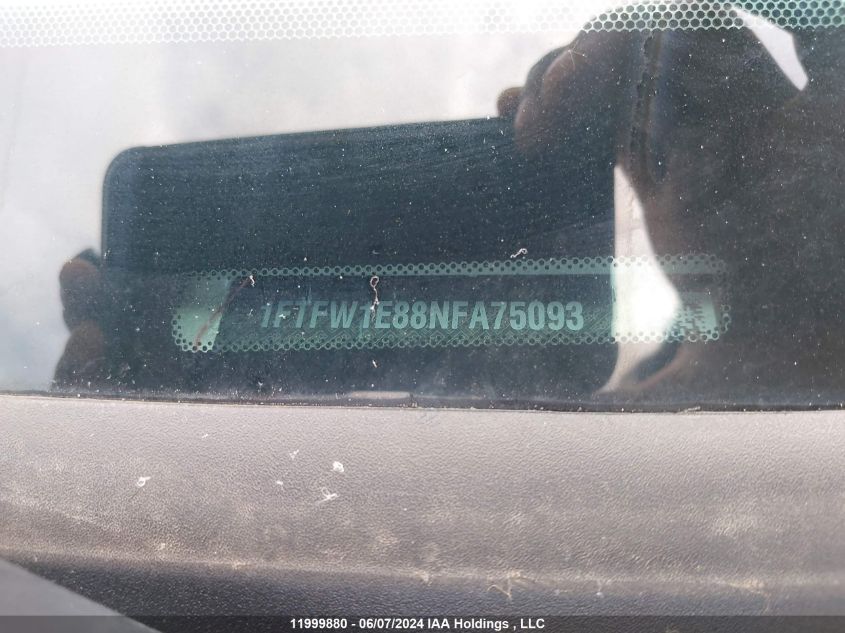 1FTFW1E88NFA75093
11999880 - 06/07/2024 IAA Holdings , LLC